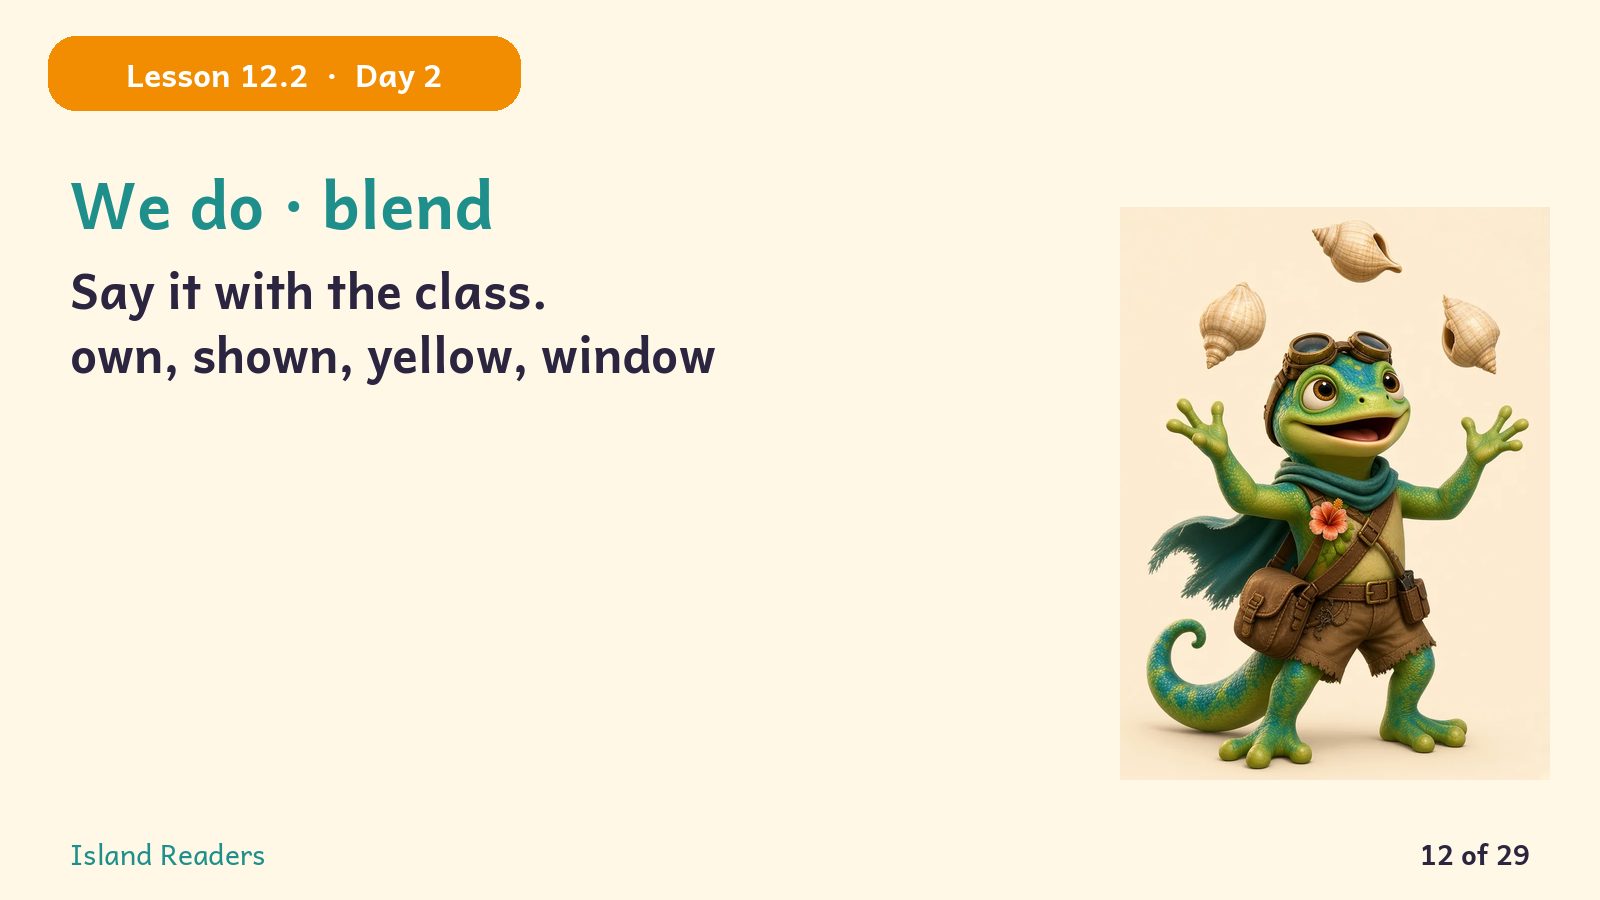 Lesson 12.2 · Day 2
We do · blend
Say it with the class.
own, shown, yellow, window
Island Readers
12 of 29